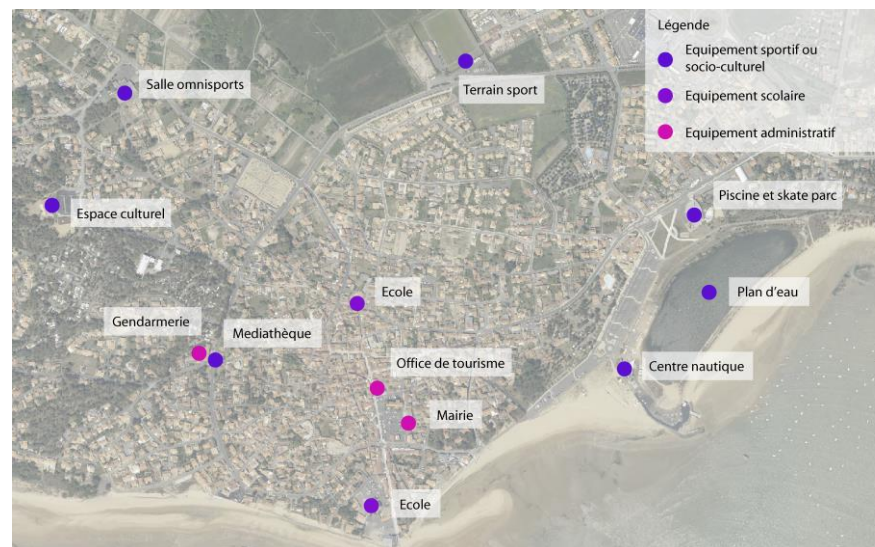 Légende
Equipement sportif ou
socio-culturel
Equipement scolaire
Equipement administratif
Salle omnisports
Terrain sport
Espace culturel
Piscine et skate parc
Ecole
Plan d'eau
Gendarmerie
Mediathèque
Office de tourisme
Centre nautique
Mairie
Ecole